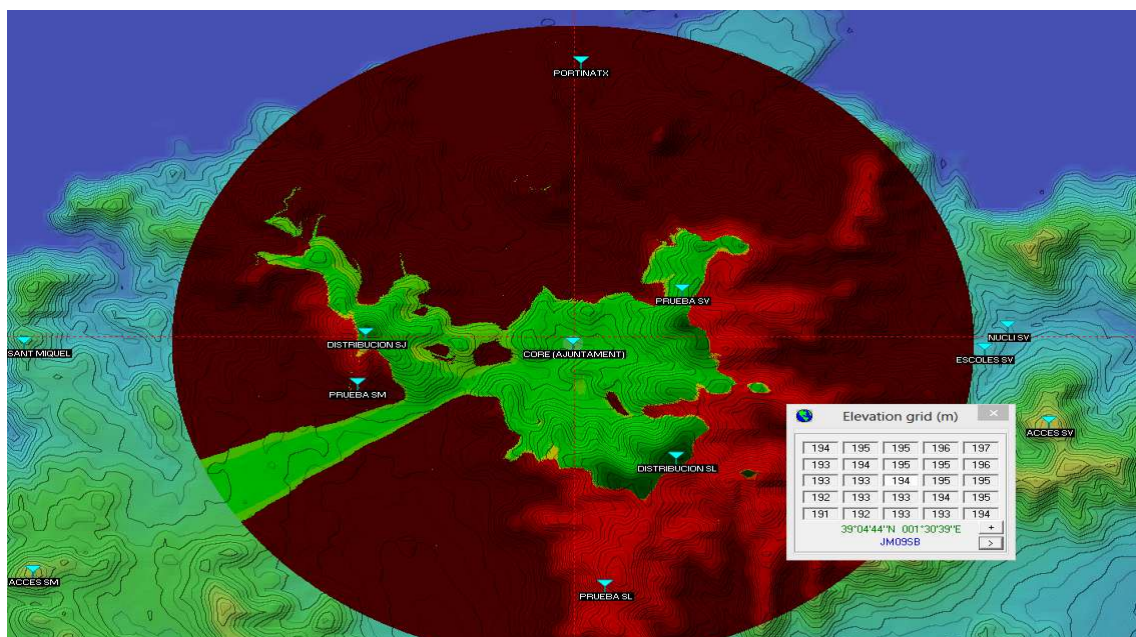 PORTINATX
PRUEBA SV
NUCLI SV
SANT MIQUEL
DISTRIBUCION SJ
CORE (AJUNTAMENT)
ESCOLES SV
PRUEBA SM
Elevation grid (m)
×
ACCES SV
194 195 195 196 197
193 194 195 195 196
193 193 194 195 195
192 193 193 194 195
191 192 193 193 194
39°04'44"N 001°30'39"E
+
JM09SB
>
DISTRIBUCION SL
ACCES SM
PRUEBA SL